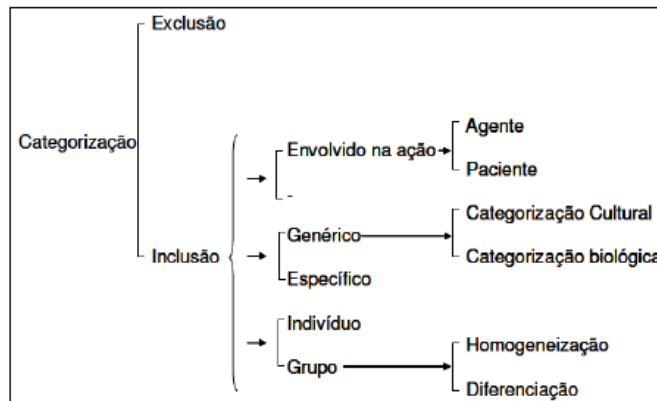 Exclusão
Categorização
Inclusão
Envolvido na ação
-
Agente
Paciente
Genérico
Específico
Categorização Cultural
Categorização biológica
Indivíduo
Grupo
Homogeneização
Diferenciação